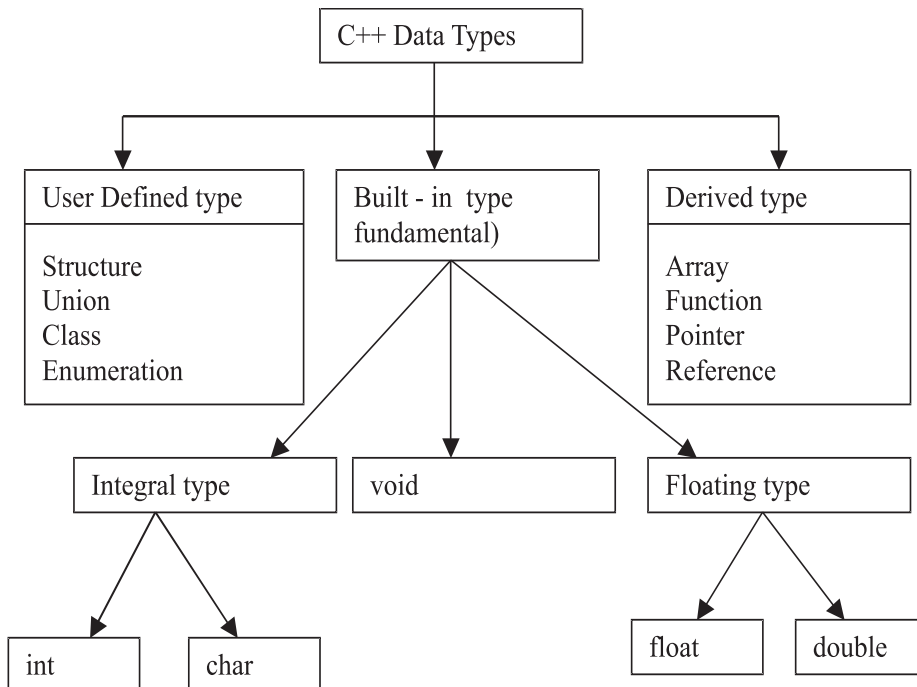 C++ Data Types
User Defined type
Structure
Union
Class
Enumeration
Built - in type
fundamental)
Derived type
Array
Function
Pointer
Reference
Integral type
void
Floating type
int
char
float
double